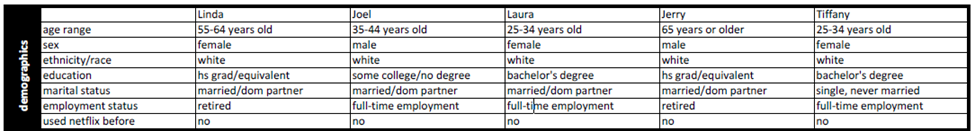 Linda Joel Laura Jerry Tiffany
demographics
age range 55-64 years old 35-44 years old 25-34 years old 65 years or older 25-34 years old
sex female male female male female
ethnicity/race white white white white white
education hs grad/equivalent some college/no degree bachelor's degree hs grad/equivalent bachelor's degree
marital status married/dom partner married/dom partner married/dom partner married/dom partner single, never married
employment status retired full-time employment full-time employment retired full-time employment
used netflix before no no no no no